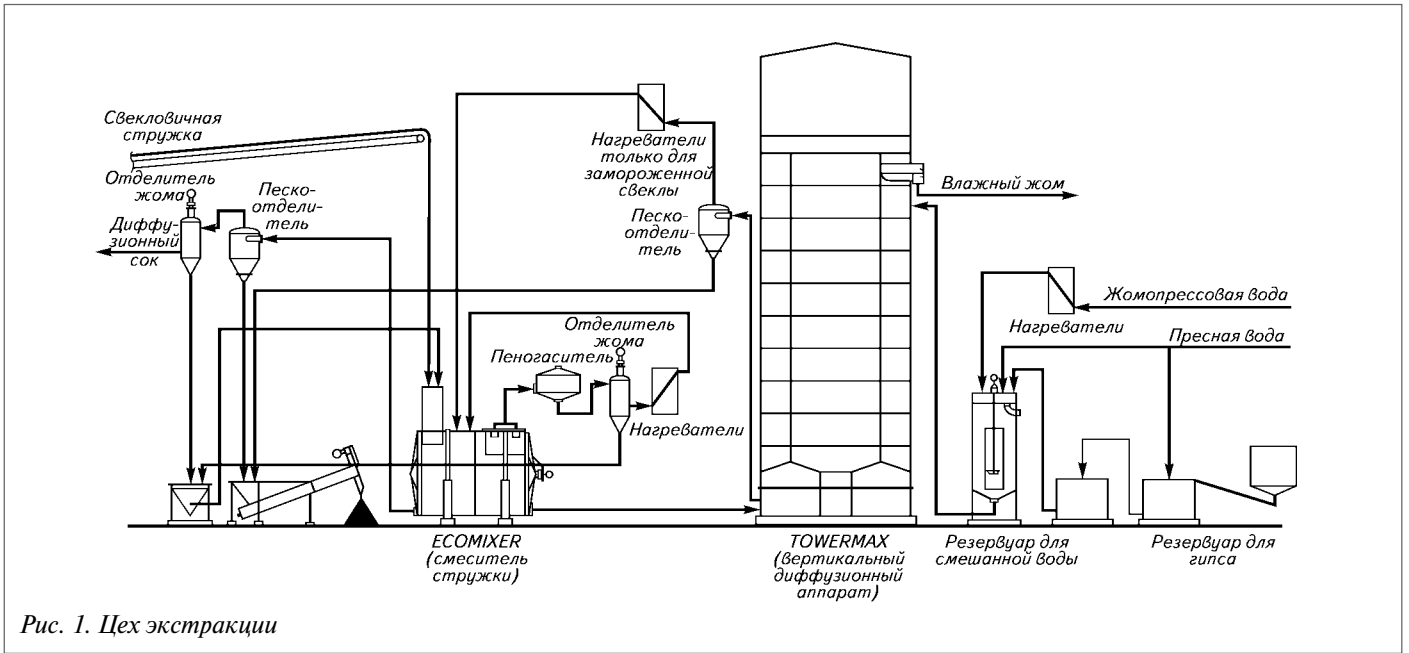 Свекловичная
стружка
Отделитель
жома
Песко-
отдели-
тель
Диффу-
зионный
сок
Нагреватели
только для
замороженной
свеклы
Песко-
отдели-
тель
Влажный жом
Жомопрессовая вода
Нагреватели
Пресная вода
Отделитель
жома
Пеногаситель
Нагреватели
ECOMIXER
(смеситель
стружки)
TOWERMAX
(вертикальный
диффузионный
аппарат)
Резервуар для
смешанной воды
Резервуар для
гипса
Рис. 1. Цех экстракции